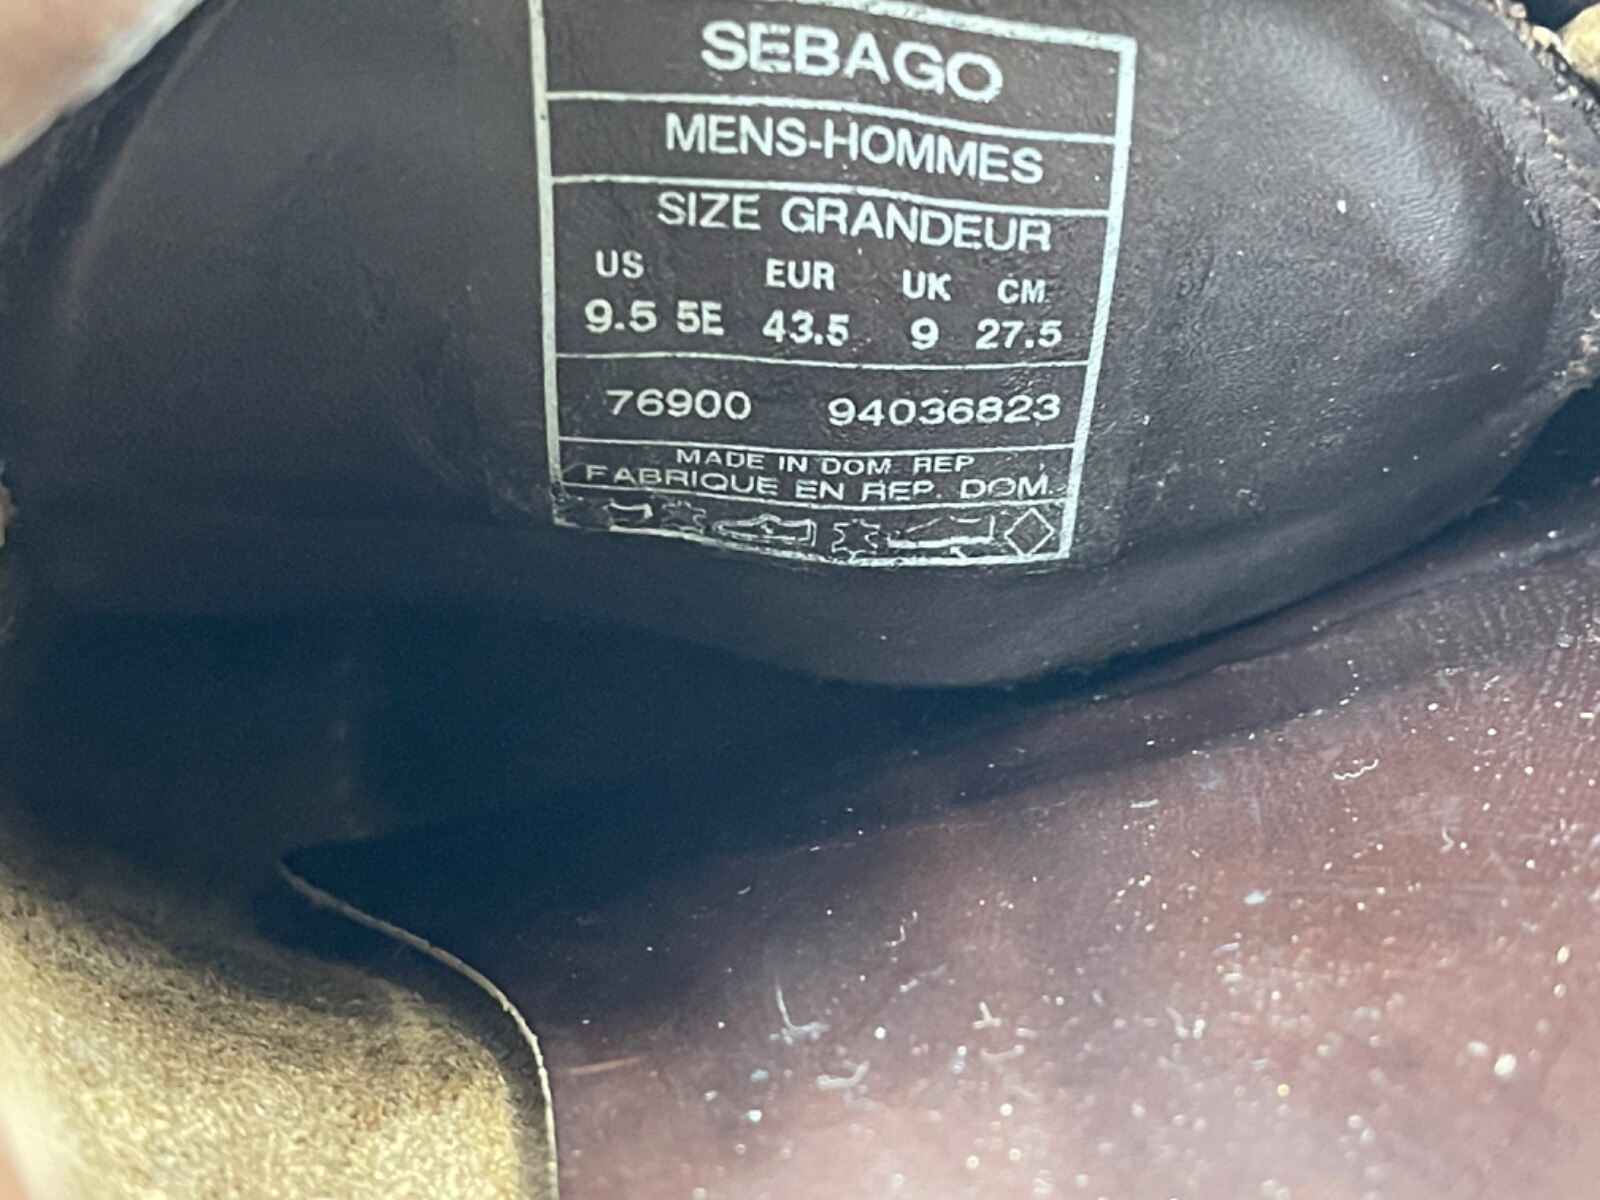 SEBAGO
MENS-HOMMES
SIZE GRANDEUR
US EUR UK CM
9.5 5E 43.5 9 27.5
76900 94036823
MADE IN DOM REP
FABRIQUE EN REP. DOM.